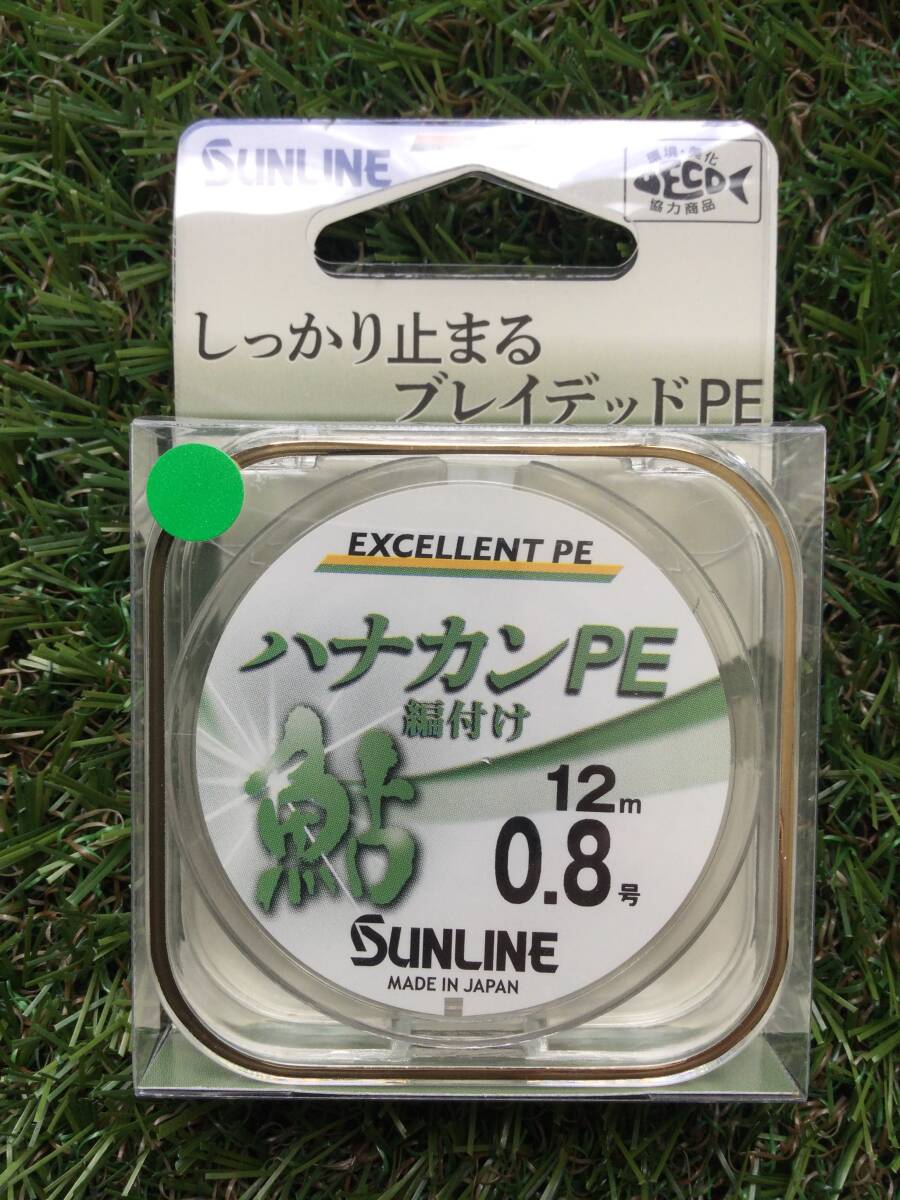 SUNLINE
環境・美化
ECO
協力商品
しっかり止まる
ブレイデッドPE
EXCELLENT PE
ハナカンPE
編付け
鮎
12m
0.8号
SUNLINE
MADE IN JAPAN